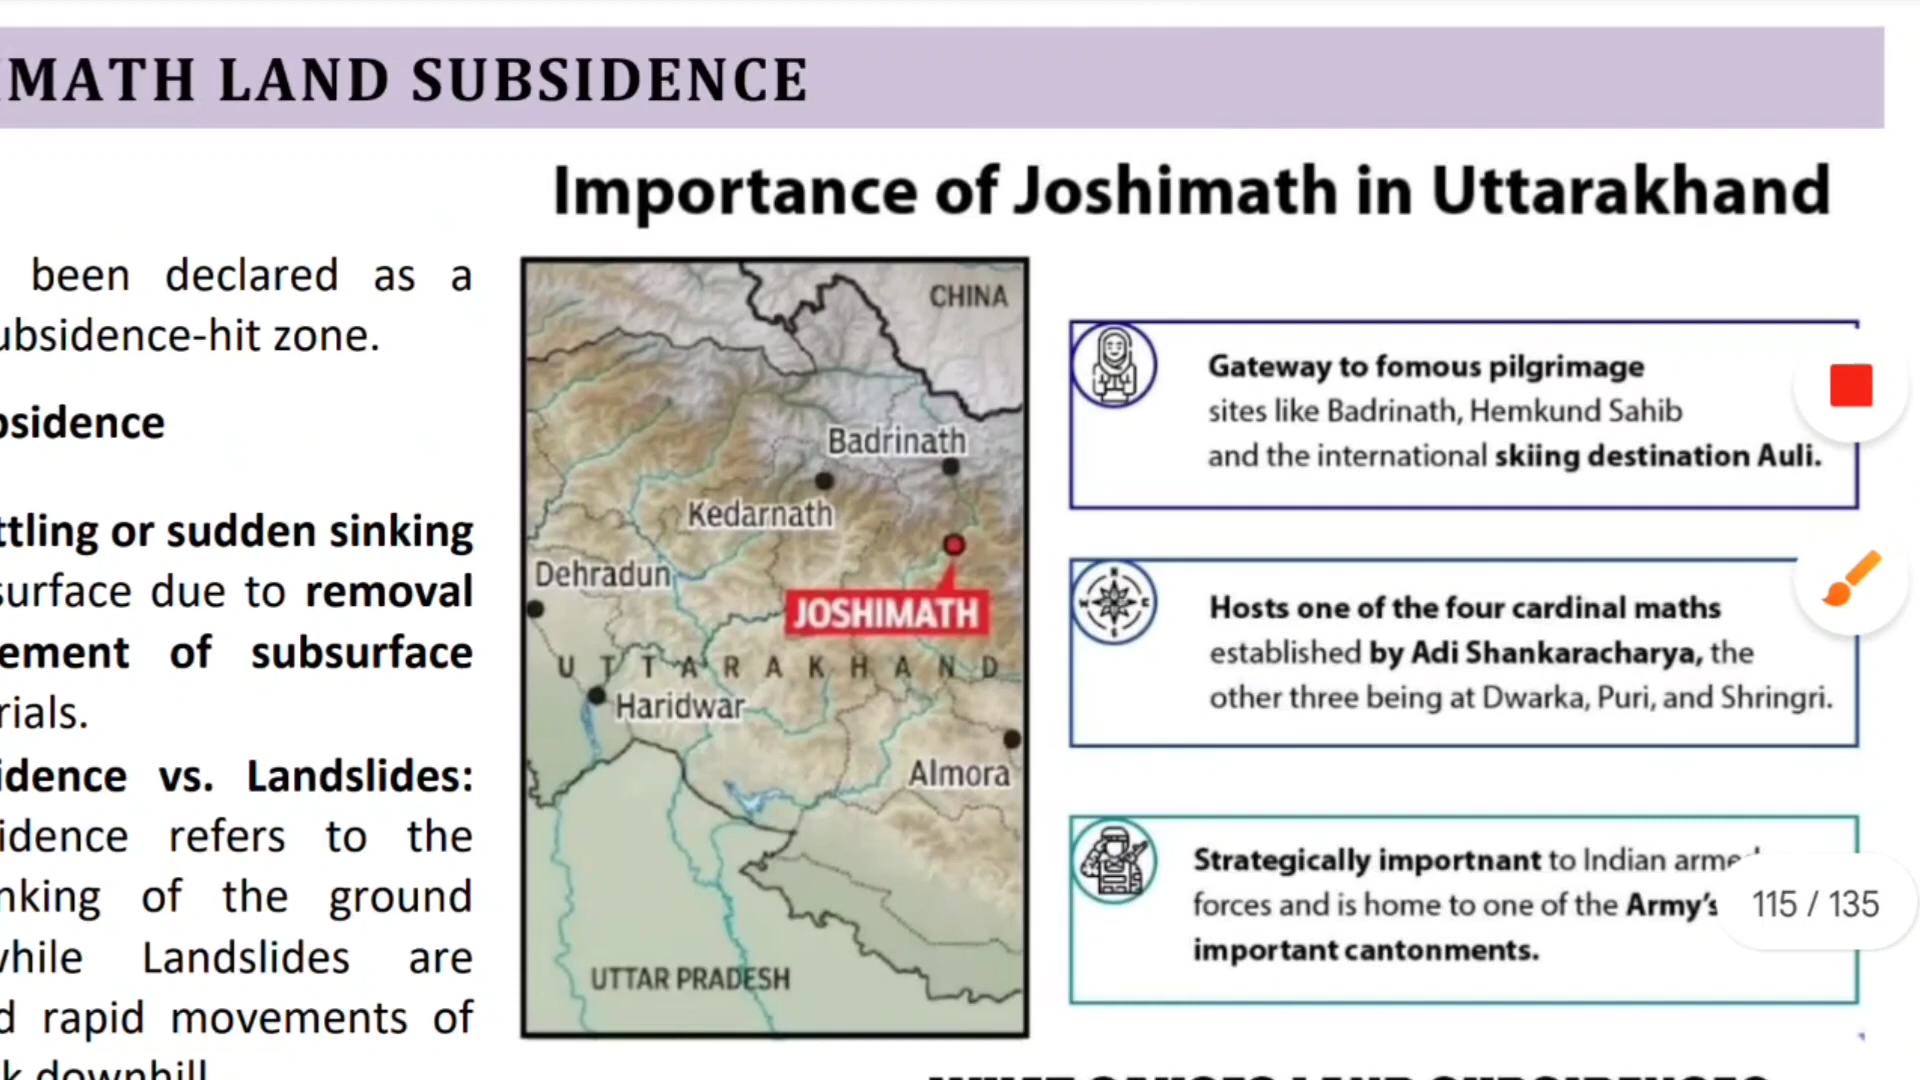 MATH LAND SUBSIDENCE
Importance of Joshimath in Uttarakhand
been declared as a
ubsidence-hit zone.
bsidence
ttling or sudden sinking
surface due to removal
ement of subsurface
rials.
idence vs. Landslides:
idence refers to the
nking of the ground
while Landslides are
d rapid movements of
k downhill
CHINA
Badrinath
Kedarnath
Dehradun
JOSHIMATH
UTTARAKHAND
Haridwar
Almora
UTTAR PRADESH
Gateway to fomous pilgrimage
sites like Badrinath, Hemkund Sahib
and the international skiing destination Auli.
Hosts one of the four cardinal maths
established by Adi Shankaracharya, the
other three being at Dwarka, Puri, and Shringri.
Strategically importnant to Indian armed
forces and is home to one of the Army's
important cantonments.
115 / 135